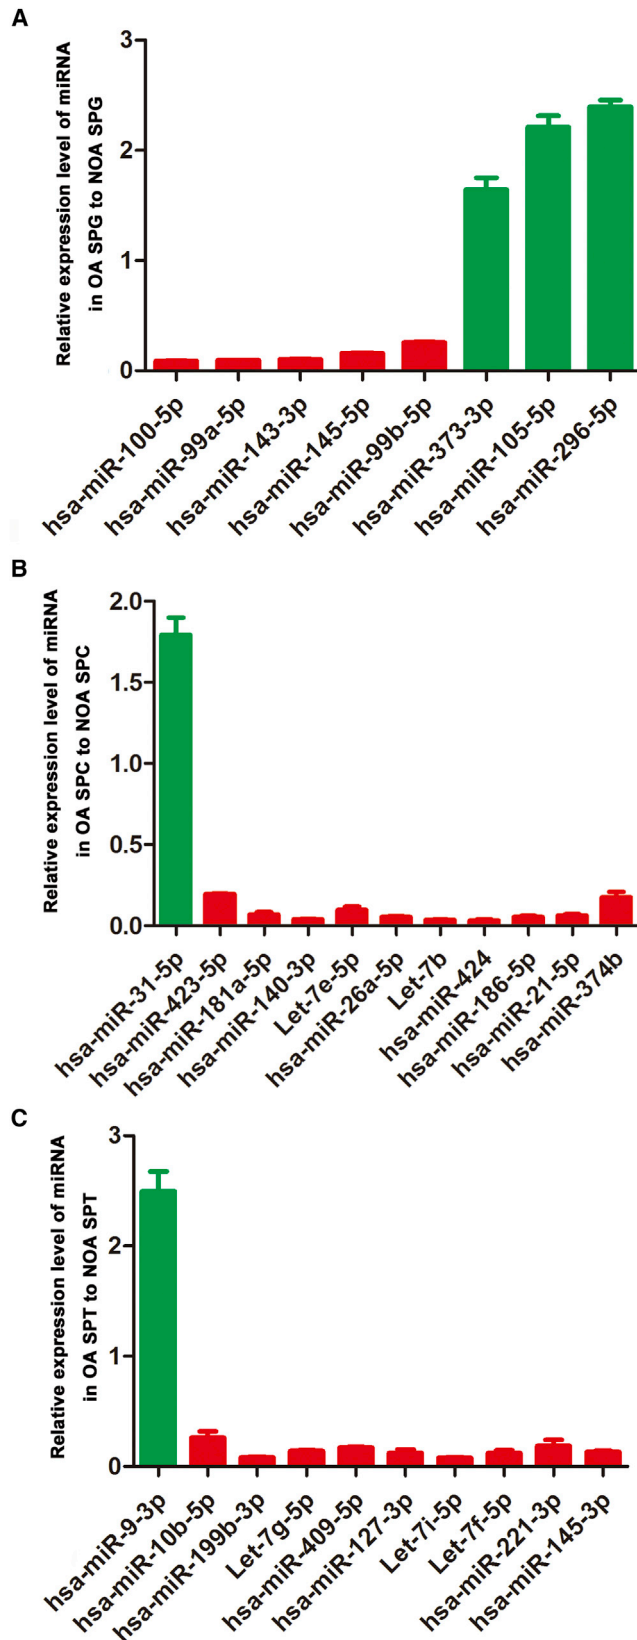 A
Relative expression level of miRNA
in OA SPG to NOA SPG
3
2
1
0
hsa-miR-100-5p
hsa-miR-99a-5p
hsa-miR-143-3p
hsa-miR-145-5p
hsa-miR-99b-5p
hsa-miR-373-3p
hsa-miR-105-5p
hsa-miR-296-5p
B
Relative expression level of miRNA
in OA SPC to NOA SPC
2.0
1.5
1.0
0.5
0.0
hsa-miR-31-5p
hsa-miR-423-5p
hsa-miR-181a-5p
hsa-miR-140-3p
Let-7e-5p
hsa-miR-26a-5p
Let-7b
hsa-miR-424
hsa-miR-186-5p
hsa-miR-21-5p
hsa-miR-374b
C
Relative expression level of miRNA
in OA SPT to NOA SPT
3
2
1
0
hsa-miR-9-3p
hsa-miR-10b-5p
hsa-miR-199b-3p
Let-7g-5p
hsa-miR-409-5p
hsa-miR-127-3p
Let-7i-5p
Let-7f-5p
hsa-miR-221-3p
hsa-miR-145-3p